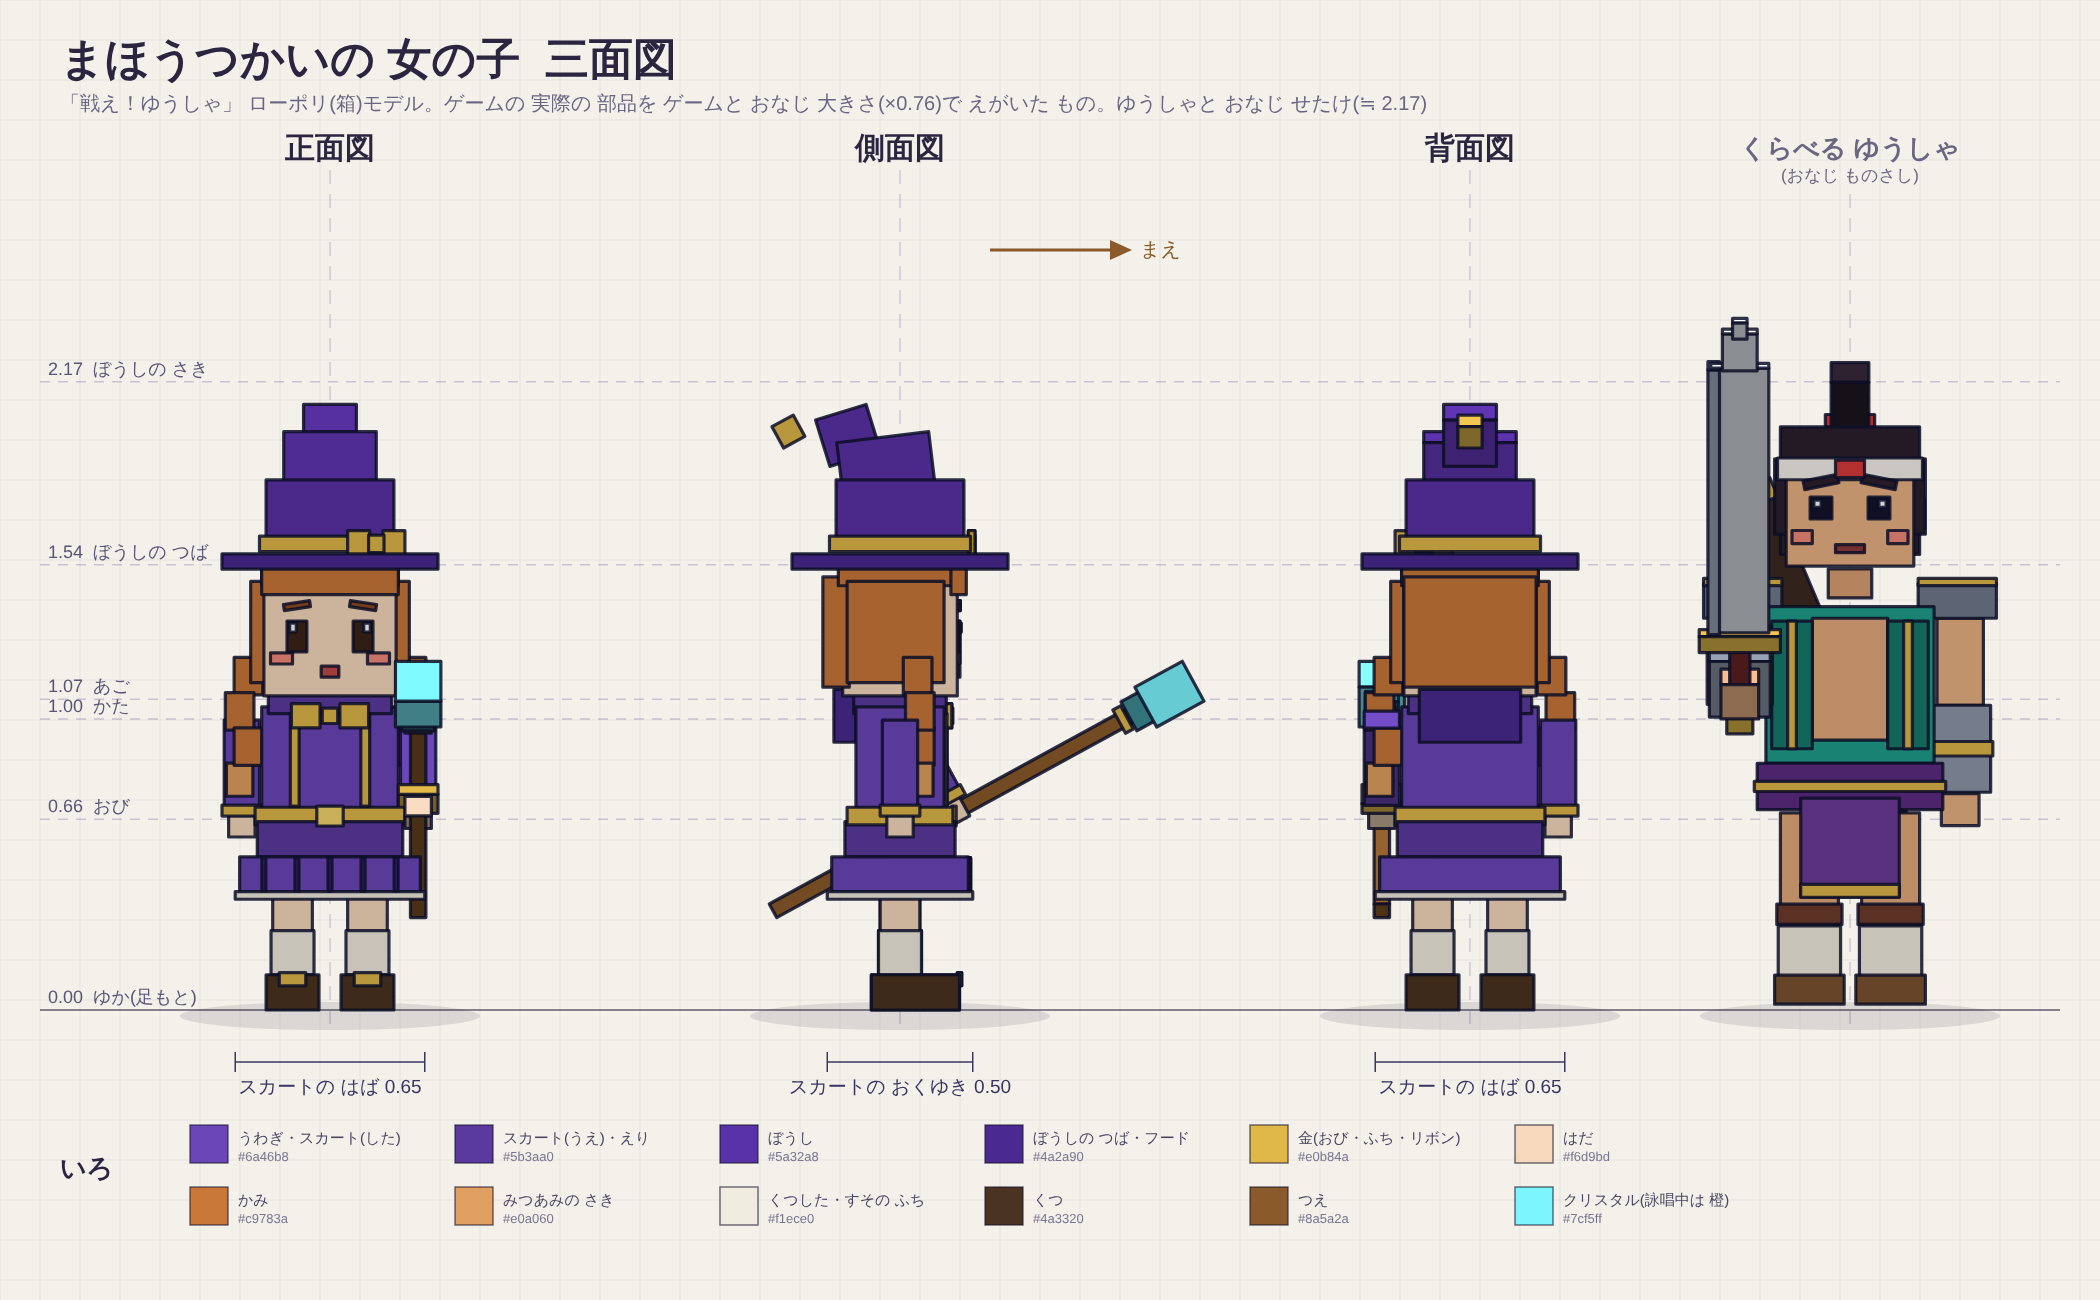 まほうつかいの 女の子 三面図
「戦え！ゆうしゃ」 ローポリ(箱)モデル。ゲームの 実際の 部品を ゲームと おなじ 大きさ(×0.76)で えがいた もの。ゆうしゃと おなじ せたけ(≒ 2.17)
正面図
側面図
背面図
くらべる ゆうしゃ
(おなじ ものさし)
まえ
2.17 ぼうしの さき
1.54 ぼうしの つば
1.07 あご
1.00 かた
0.66 おび
0.00 ゆか(足もと)
スカートの はば 0.65
スカートの おくゆき 0.50
スカートの はば 0.65
いろ
うわぎ・スカート(した)
#6a46b8
スカート(うえ)・えり
#5b3aa0
ぼうし
#5a32a8
ぼうしの つば・フード
#4a2a90
金(おび・ふち・リボン)
#e0b84a
はだ
#f6d9bd
かみ
#c9783a
みつあみの さき
#e0a060
くつした・すその ふち
#f1ece0
くつ
#4a3320
つえ
#8a5a2a
クリスタル(詠唱中は 橙)
#7cf5ff